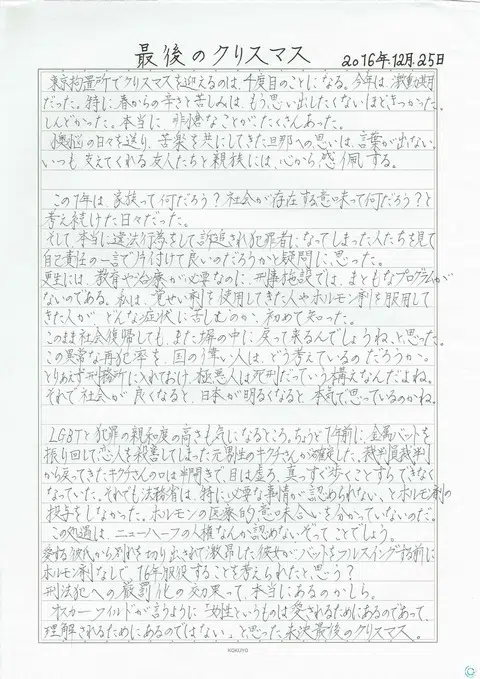 最後のクリスマス 2016年12月25日
東京拘置所でクリスマスを迎えるのは、4度目のことになる。今年は、激動期
だった。特に、春からの辛さと苦しみは、もう思い出したくないほどきつかった。
しんどかった。本当に、悲惨なことがたくさんあった。
懊悩の日々を送り、苦楽を共にしてきた旦那への思いは、言葉が出ない。
いつも支えてくれる友人たちと親族には、心から感佩する。
この1年は、家族って何だろう？社会が存在する意味って何だろう？と
考え続けた日々だった。
そして、本当に違法行為をして訴追され犯罪者になってしまった人たちを見て
自己責任の一言で片付けて良いのだろうかと疑問に思った。
更生には、教育や治療が必要なのに、刑事施設では、まともなプログラムが
ないのである。私は、覚せい剤を使用してきた人やホルモン剤を服用して
きた人が、どんな症状に苦しむのか、初めて知った。
このまま社会復帰しても、また塀の中に戻って来るんでしょうね、と思った。
この異常な再犯率を、国の偉い人は、どう考えているのだろうか。
とりあえず刑務所に入れておけ、極悪人は死刑だっていう構えなんだよね。
それで社会が良くなると、日本が明るくなると、本気で思っているのかね。
LGBTと犯罪の親和度の高さも気になるところ。ちょうど1年前に、金属バットを
振り回して恋人を殺害してしまった元男性のキクチさんが 裁判員裁判
から戻ってきたキクチさんの口は半開きで、目は虚ろ、真っすぐ歩くことすらできなく
なっていた。それでも法務省は、特に必要な事情が認められない、とホルモン剤の
投与をしなかった。ホルモンの医療的意味合いを分かっていないのだ。
この処遇は、ニューハーフの人権なんか認めないぞってことでしょう。
愛する彼氏から別れを切り出されて激昂した彼女がバットをフルスイングする前に
ホルモン剤なしで、16年服役することを考えられたと、思う？
刑法犯への厳罰化の効果って、本当にあるのかしら。
オスカーワイルドが言うように「女性というものは愛されるためにあるのであって、
理解されるためにあるのではない」と思った未決最後のクリスマス。
KOKUYO